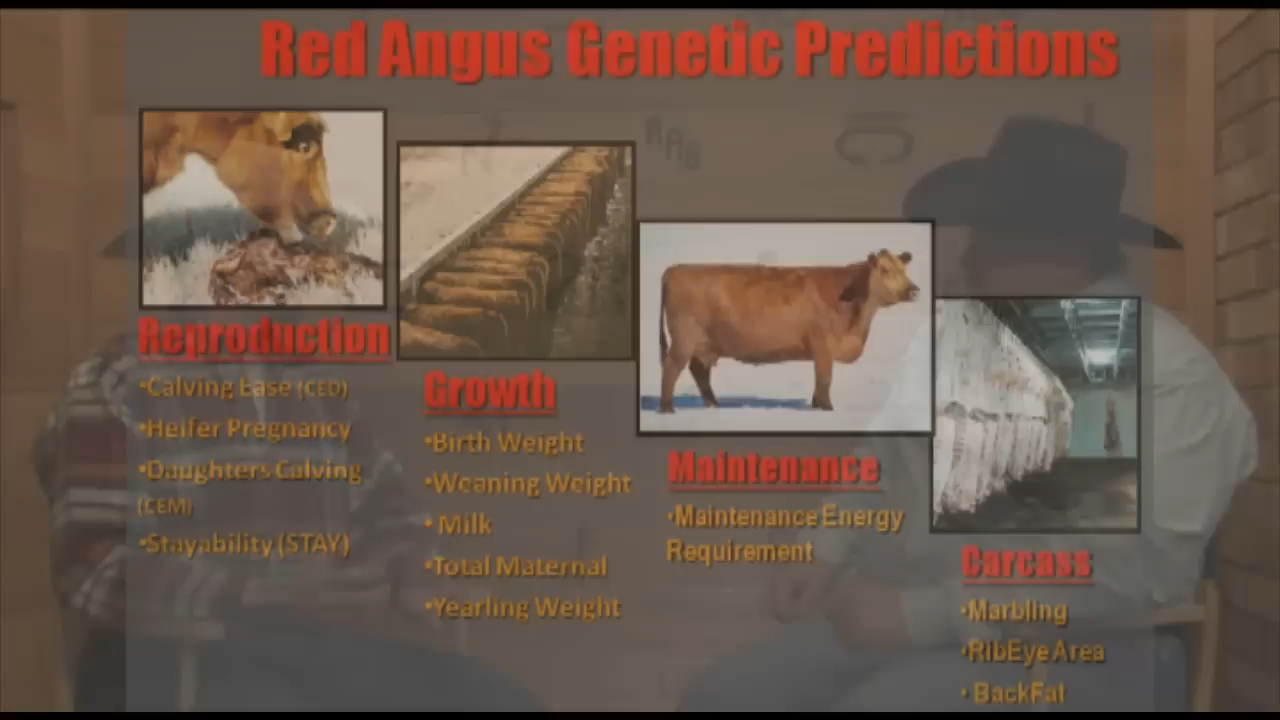 Red Angus Genetic Predictions
Reproduction
•Calving Ease (CED)
•Heifer Pregnancy
•Daughters Calving
(CEM)
•Stayability (STAY)
Growth
•Birth Weight
•Weaning Weight
• Milk
•Total Maternal
•Yearling Weight
Maintenance
•Maintenance Energy
Requirement
Carcass
•Marbling
•RibEye Area
• BackFat